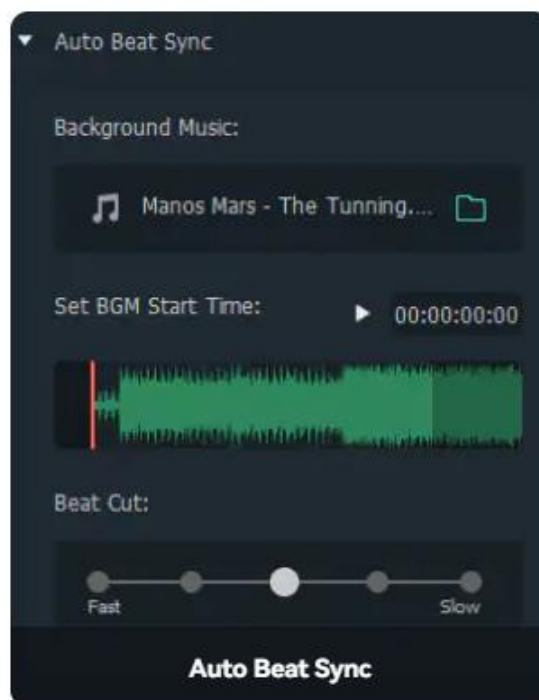 Auto Beat Sync
Background Music:
Manos Mars - The Tunning....
Set BGM Start Time:
00:00:00:00
Beat Cut:
Fast
Slow
Auto Beat Sync